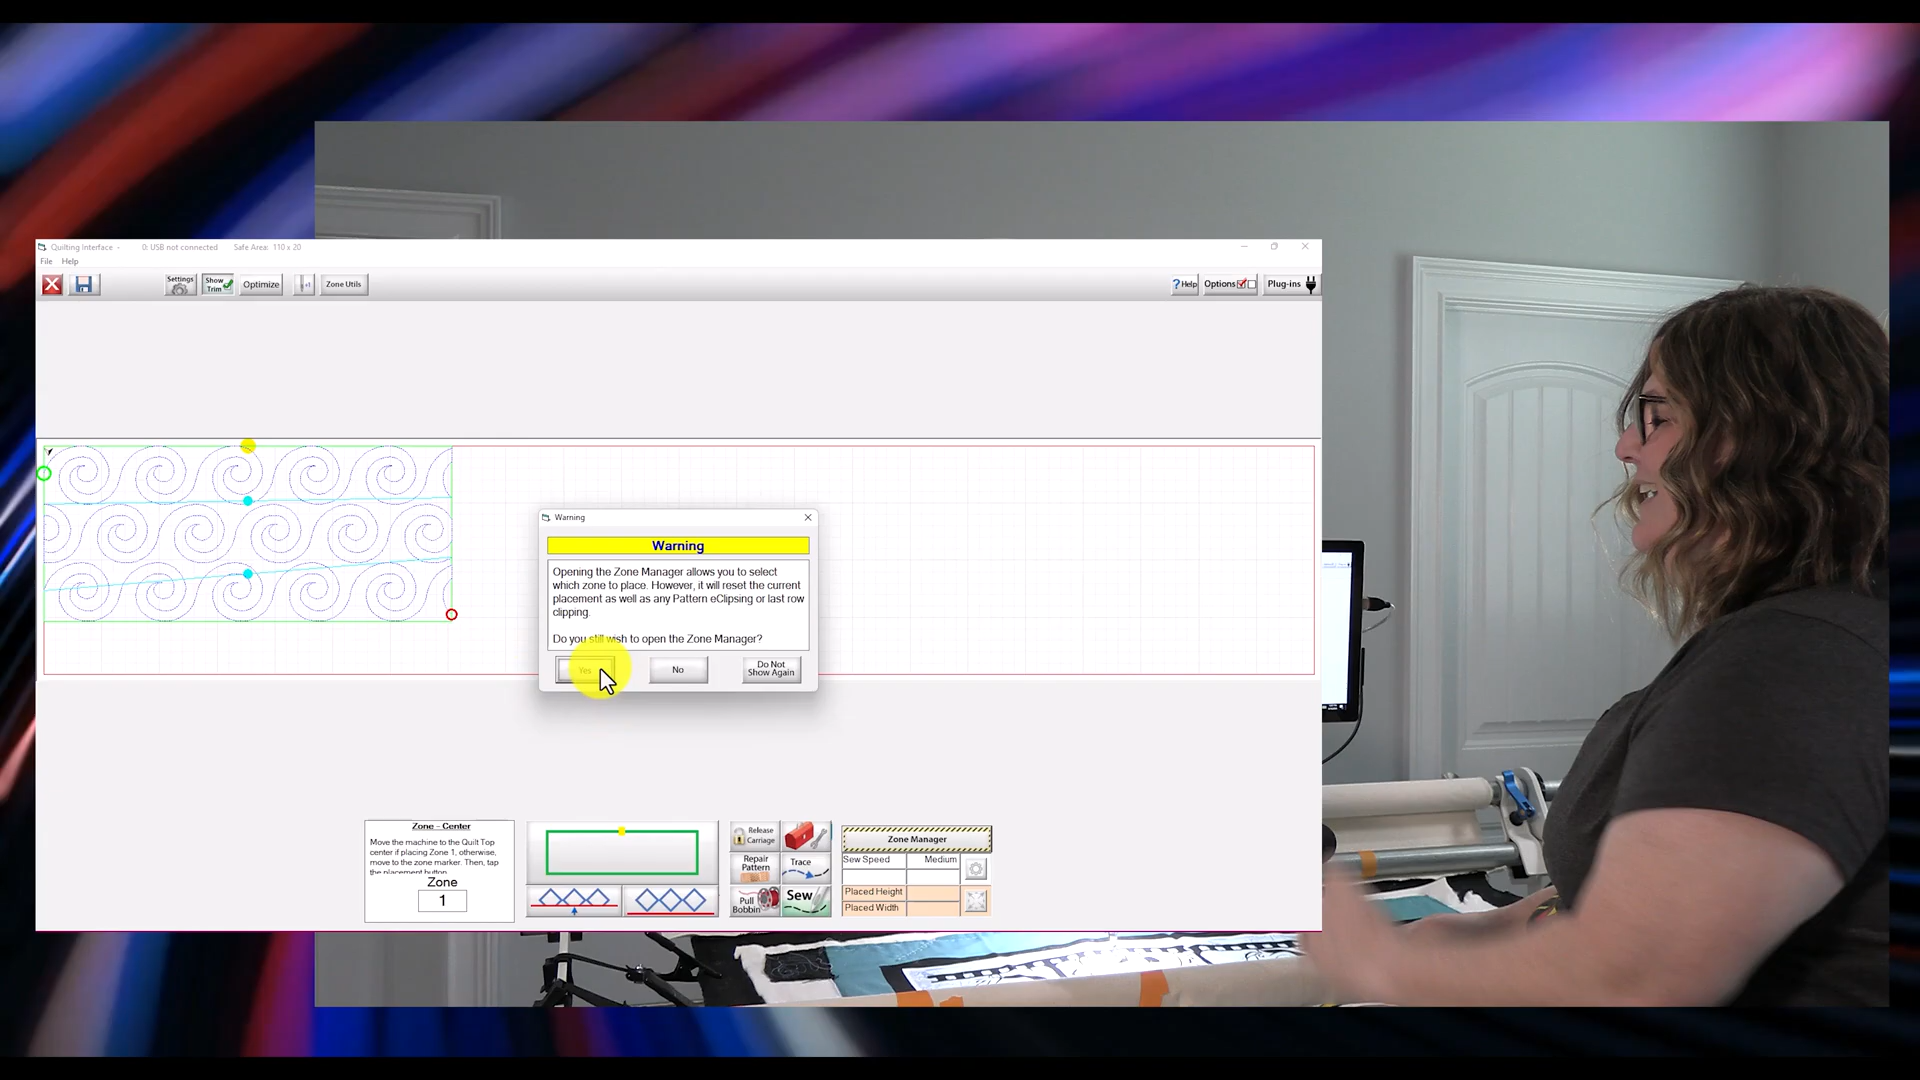 Quilting Interface - 0: USB not connected Safe Area: 110 x 20
File Help
Settings
Show
Trim
Optimize
+1
Zone Utils
?Help
Options
Plug-ins
Warning
Warning
Opening the Zone Manager allows you to select
which zone to place. However, it will reset the current
placement as well as any Pattern eClipsing or last row
clipping.
Do you still wish to open the Zone Manager?
Yes
No
Do Not
Show Again
Zone - Center
Move the machine to the Quilt Top
center if placing Zone 1, otherwise,
move to the zone marker. Then, tap
the placement button
Zone
1
Release
Carriage
Repair
Pattern
Trace
Pull
Bobbin
Sew
Zone Manager
Sew Speed Medium
Placed Height
Placed Width